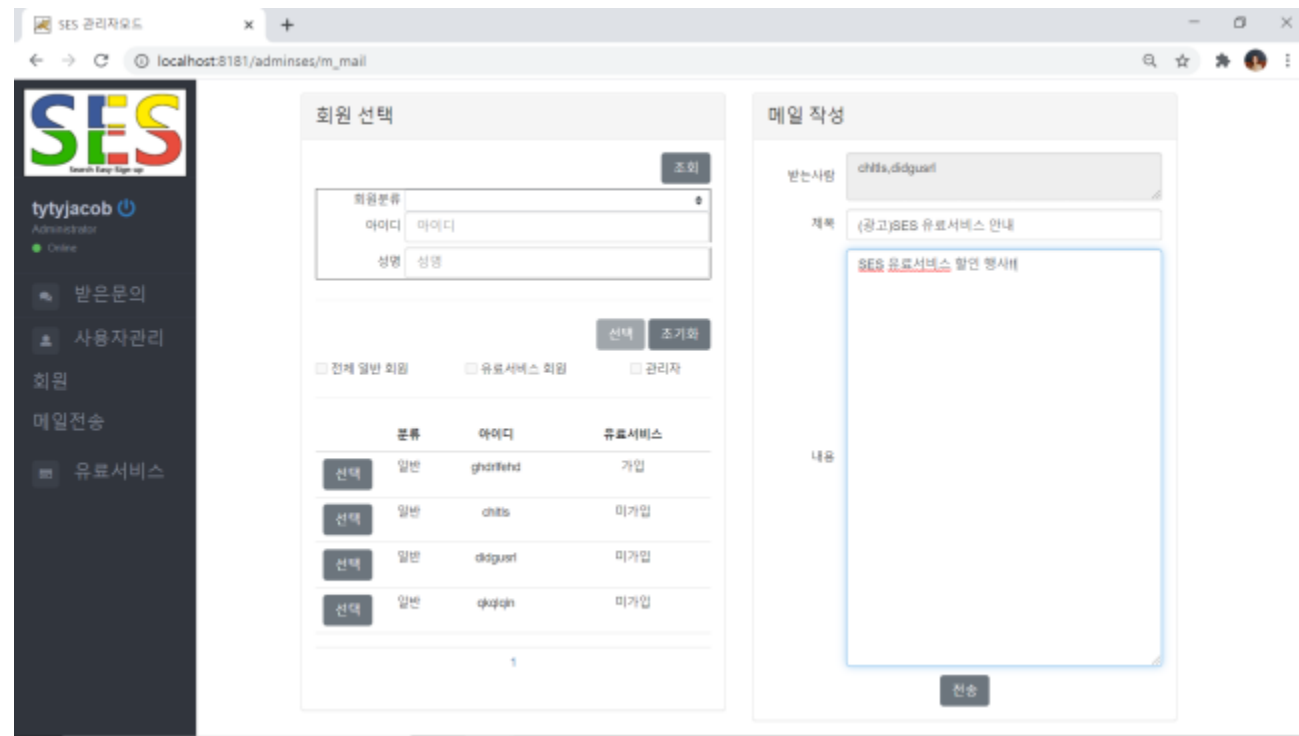 SES 관리자모드
localhost:8181/adminses/m_mail
SES
Search Easy Sign-up
tytyjacob
Administrator
Online
받은문의
사용자관리
회원
메일전송
유료서비스
회원 선택
조회
회원분류
아이디 아이디
성명 성명
선택 초기화
전체 일반 회원 유료서비스 회원 관리자
분류 아이디 유료서비스
선택 일반 ghdrlfehd 가입
선택 일반 chltls 미가입
선택 일반 didgusrl 미가입
선택 일반 미가입
1
메일 작성
받는사람 chltls,didgusrl
제목 (광고)SES 유료서비스 안내
내용 SES 유료서비스 할인 행사!!
전송